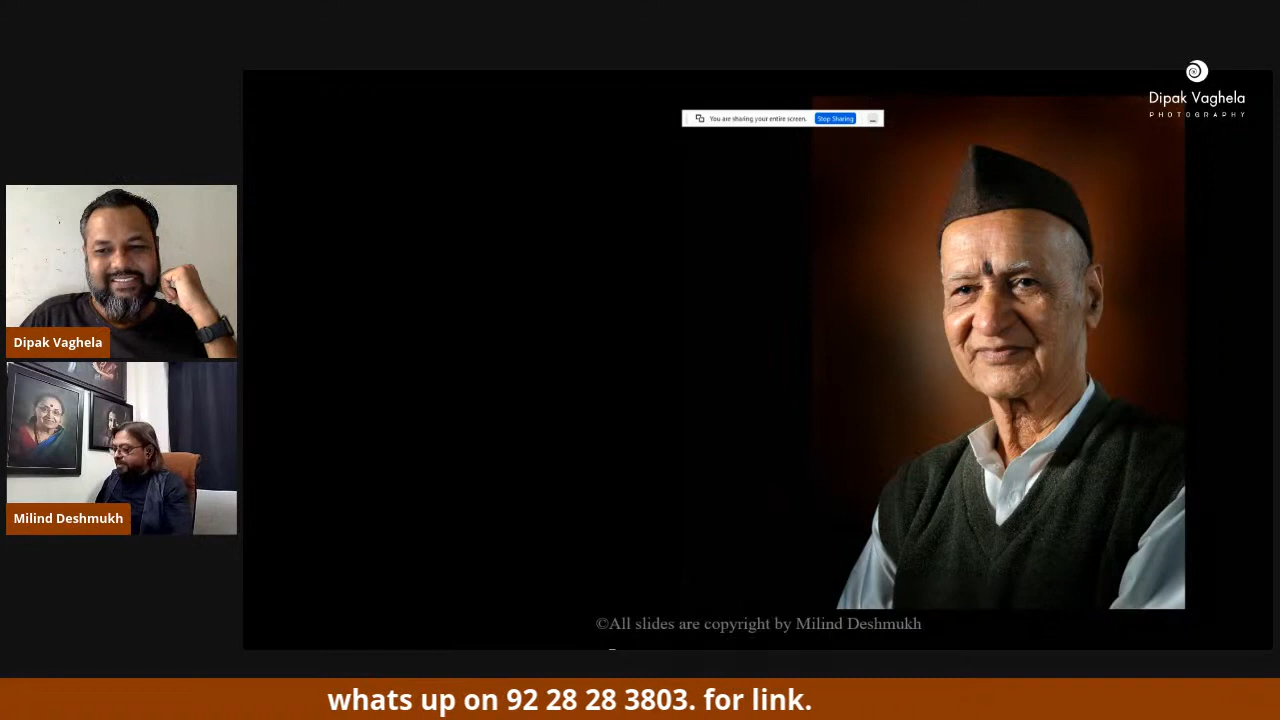 Dipak Vaghela
PHOTOGRAPHY
You are sharing your entire screen.
Stop Sharing
Dipak Vaghela
Milind Deshmukh
©All slides are copyright by Milind Deshmukh
whats up on 92 28 28 3803. for link.